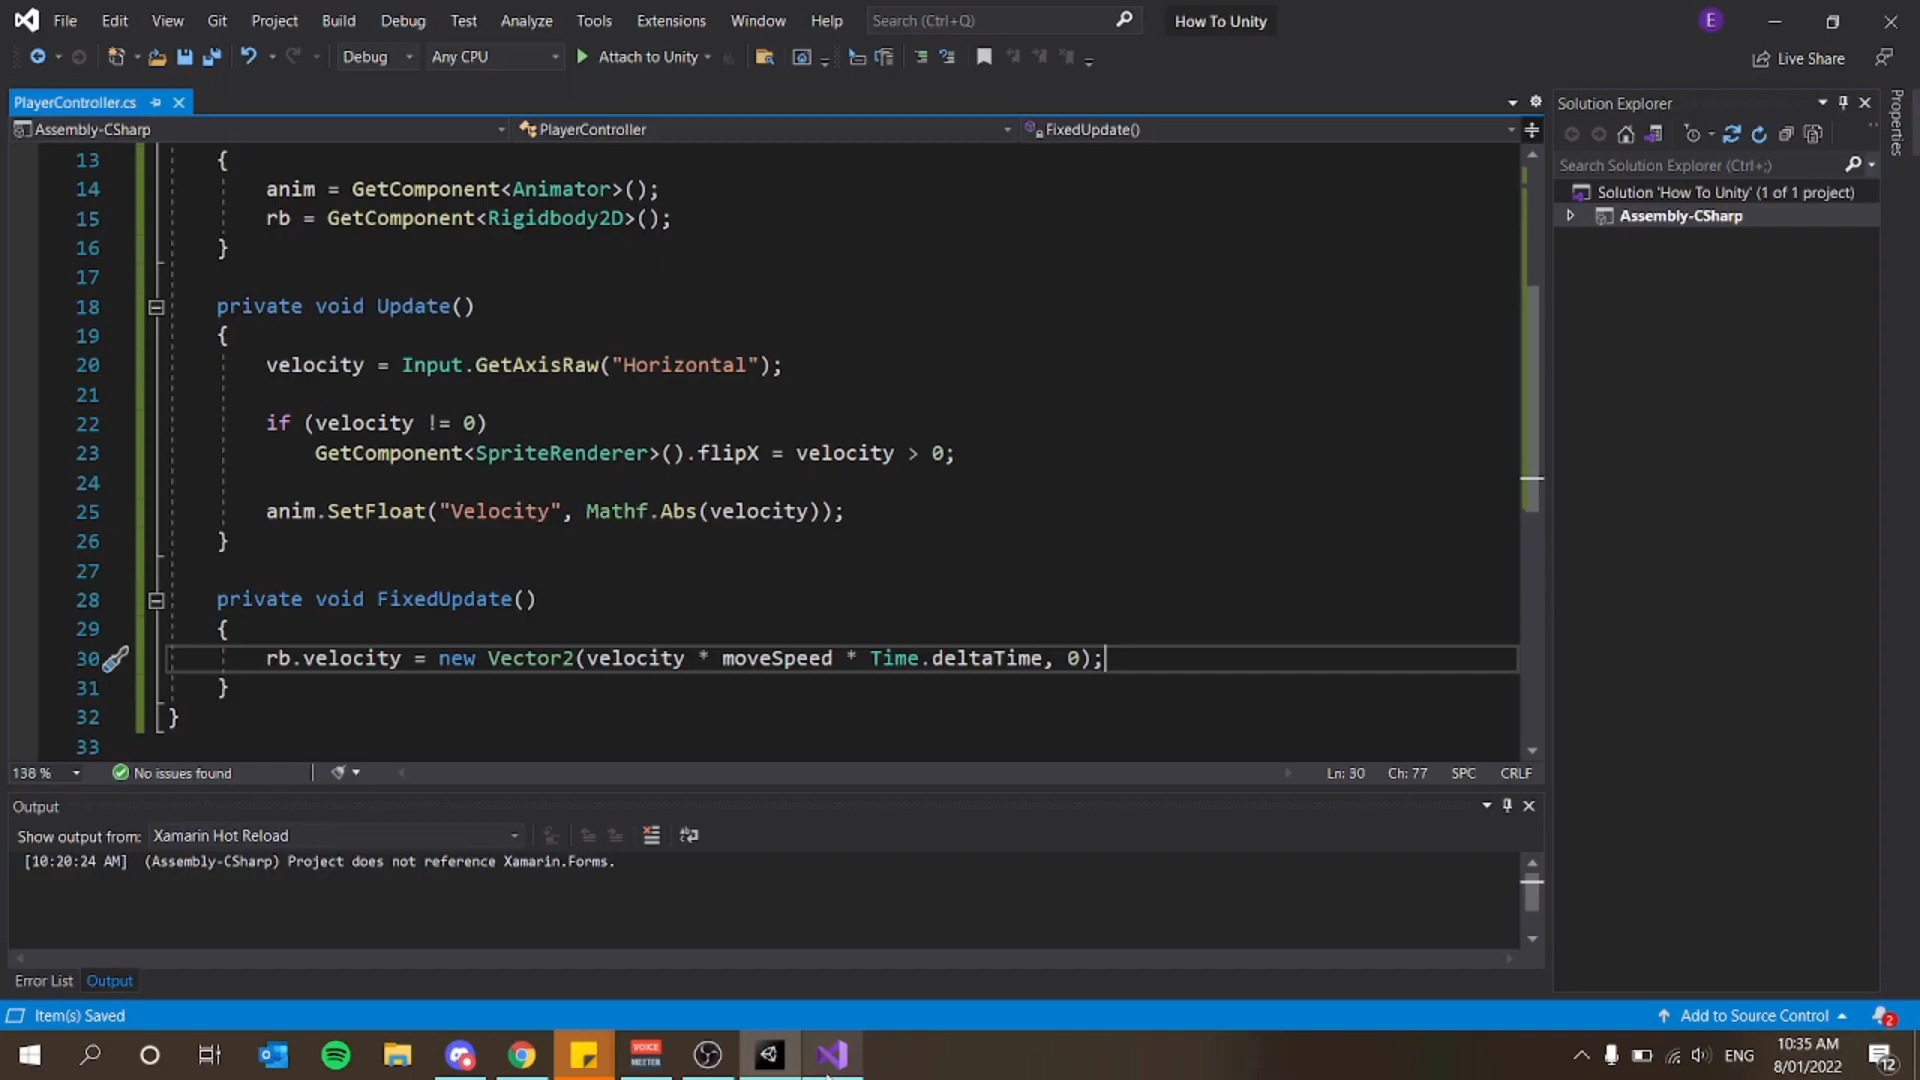 File Edit View Git Project Build Debug Test Analyze Tools Extensions Window Help Search (Ctrl+Q) How To Unity E
Debug Any CPU Attach to Unity Live Share
PlayerController.cs
Assembly-CSharp PlayerController FixedUpdate()
13 {
14 anim = GetComponent<Animator>();
15 rb = GetComponent<Rigidbody2D>();
16 }
17
18 private void Update()
19 {
20 velocity = Input.GetAxisRaw("Horizontal");
21
22 if (velocity != 0)
23 GetComponent<SpriteRenderer>().flipX = velocity > 0;
24
25 anim.SetFloat("Velocity", Mathf.Abs(velocity));
26 }
27
28 private void FixedUpdate()
29 {
30 rb.velocity = new Vector2(velocity * moveSpeed * Time.deltaTime, 0);
31 }
32 }
33
138 % No issues found Ln: 30 Ch: 77 SPC CRLF
Output
Show output from: Xamarin Hot Reload
[10:20:24 AM] (Assembly-CSharp) Project does not reference Xamarin.Forms.
Error List Output
Solution Explorer
Search Solution Explorer (Ctrl+;)
Solution 'How To Unity' (1 of 1 project)
Assembly-CSharp
Properties
Item(s) Saved Add to Source Control 2
VOICE
MEETER
ENG
10:35 AM
8/01/2022
12